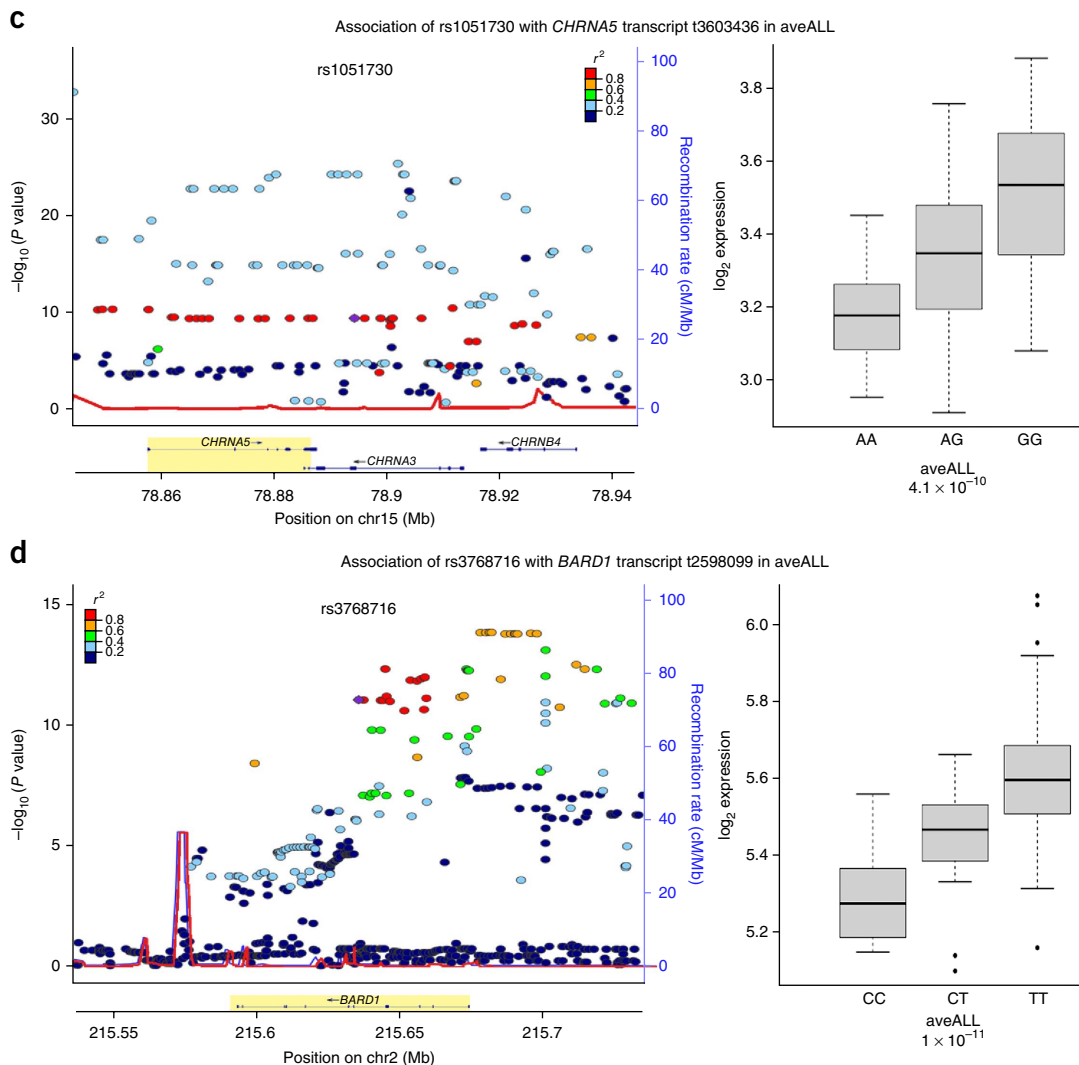 c
Association of rs1051730 with CHRNA5 transcript t3603436 in aveALL
rs1051730
r²
0.8
0.6
0.4
0.2
–log₁₀ (P value)
30
20
10
0
100
80
60
40
20
0
Recombination rate (cM/Mb)
CHRNA5→
←CHRNA3
←CHRNB4
78.86 78.88 78.9 78.92 78.94
Position on chr15 (Mb)
log₂ expression
3.8
3.6
3.4
3.2
3.0
AA AG GG
aveALL
4.1 × 10⁻¹⁰
d
Association of rs3768716 with BARD1 transcript t2598099 in aveALL
rs3768716
r²
0.8
0.6
0.4
0.2
–log₁₀ (P value)
15
10
5
0
100
80
60
40
20
0
Recombination rate (cM/Mb)
←BARD1
215.55 215.6 215.65 215.7
Position on chr2 (Mb)
log₂ expression
6.0
5.8
5.6
5.4
5.2
CC CT TT
aveALL
1 × 10⁻¹¹